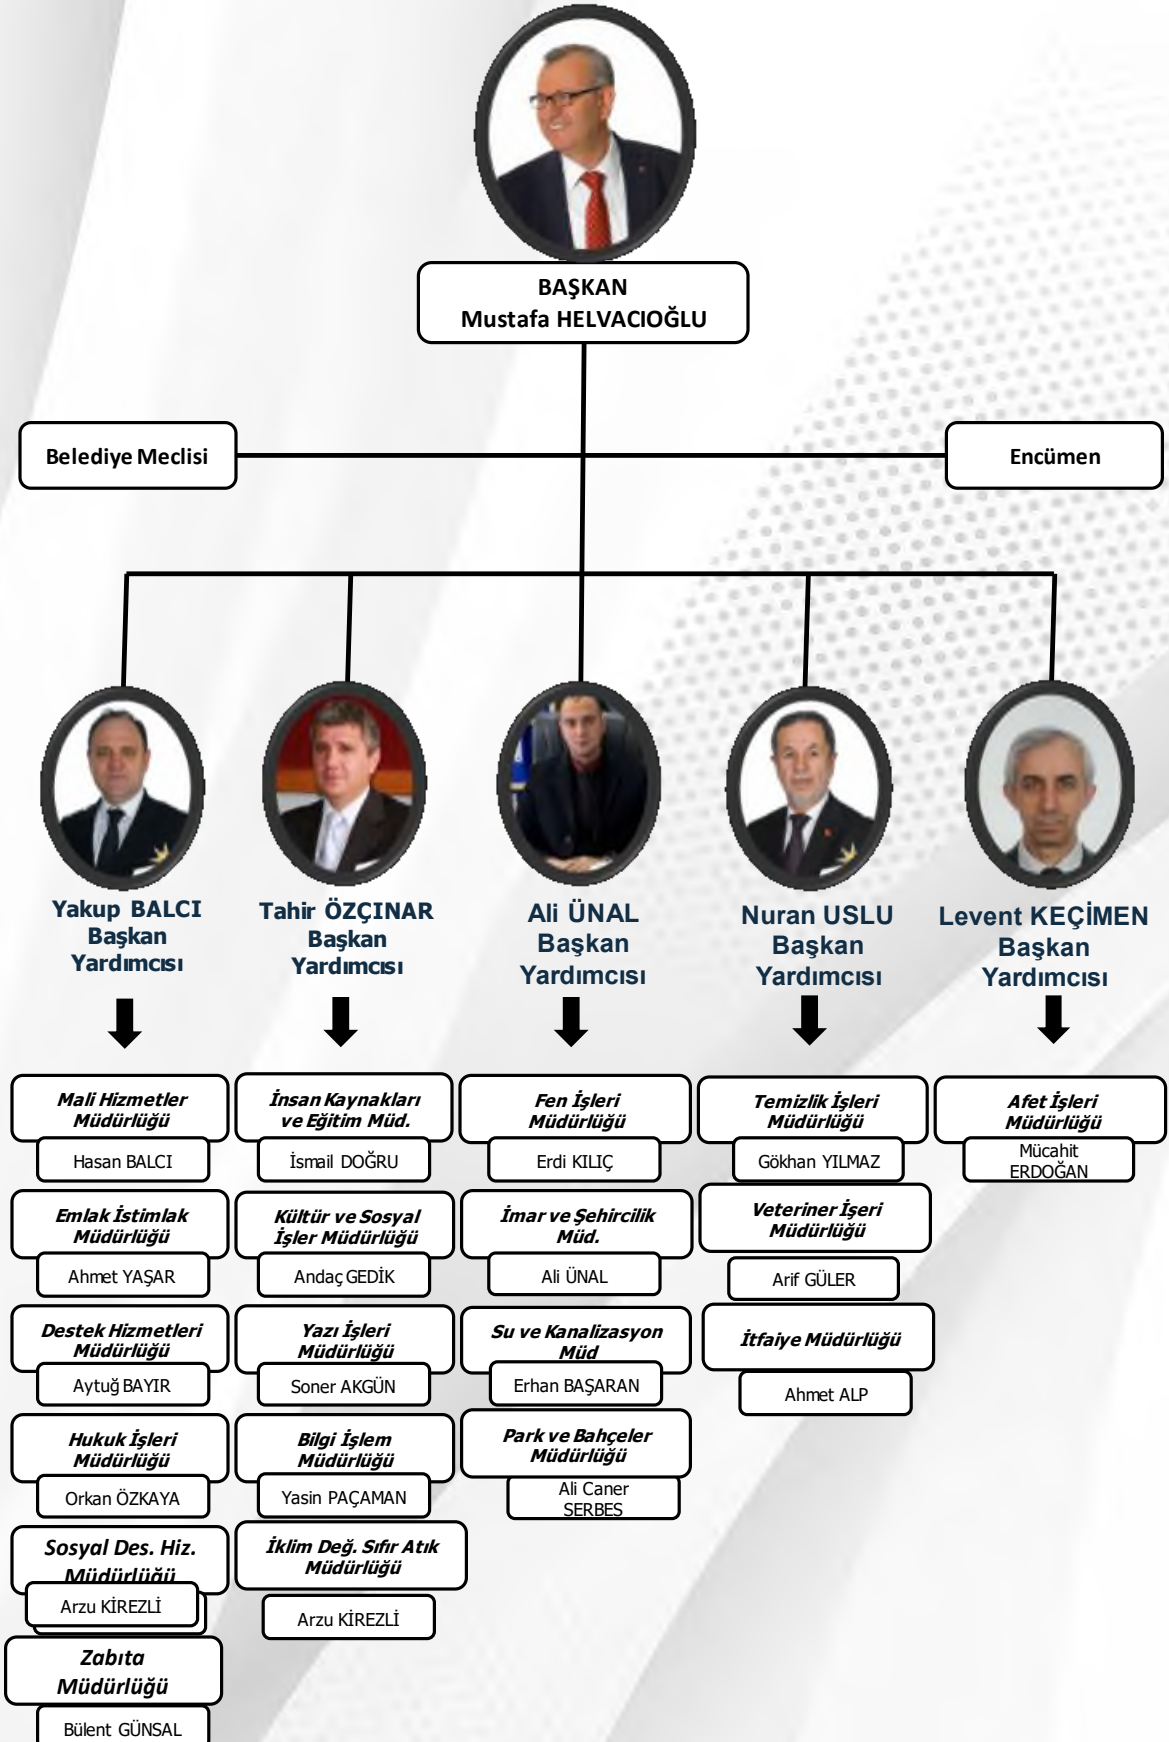 BAŞKAN
Mustafa HELVACIOĞLU
Belediye Meclisi
Encümen
Yakup BALCI
Başkan
Yardımcısı
Tahir ÖZÇINAR
Başkan
Yardımcısı
Ali ÜNAL
Başkan
Yardımcısı
Nuran USLU
Başkan
Yardımcısı
Levent KEÇİMEN
Başkan
Yardımcısı
Mali Hizmetler
Müdürlüğü
Hasan BALCI
Emlak İstimlak
Müdürlüğü
Ahmet YAŞAR
Destek Hizmetleri
Müdürlüğü
Aytuğ BAYIR
Hukuk İşleri
Müdürlüğü
Orkan ÖZKAYA
Sosyal Des. Hiz.
Müdürlüğü
Arzu KİREZLİ
Zabıta
Müdürlüğü
Bülent GÜNSAL
İnsan Kaynakları
ve Eğitim Müd.
İsmail DOĞRU
Kültür ve Sosyal
İşler Müdürlüğü
Andaç GEDİK
Yazı İşleri
Müdürlüğü
Soner AKGÜN
Bilgi İşlem
Müdürlüğü
Yasin PAÇAMAN
İklim Değ. Sıfır Atık
Müdürlüğü
Arzu KİREZLİ
Fen İşleri
Müdürlüğü
Erdi KILIÇ
İmar ve Şehircilik
Müd.
Ali ÜNAL
Su ve Kanalizasyon
Müd
Erhan BAŞARAN
Park ve Bahçeler
Müdürlüğü
Ali Caner
SERBES
Temizlik İşleri
Müdürlüğü
Gökhan YILMAZ
Veteriner İşeri
Müdürlüğü
Arif GÜLER
İtfaiye Müdürlüğü
Ahmet ALP
Afet İşleri
Müdürlüğü
Mücahit
ERDOĞAN